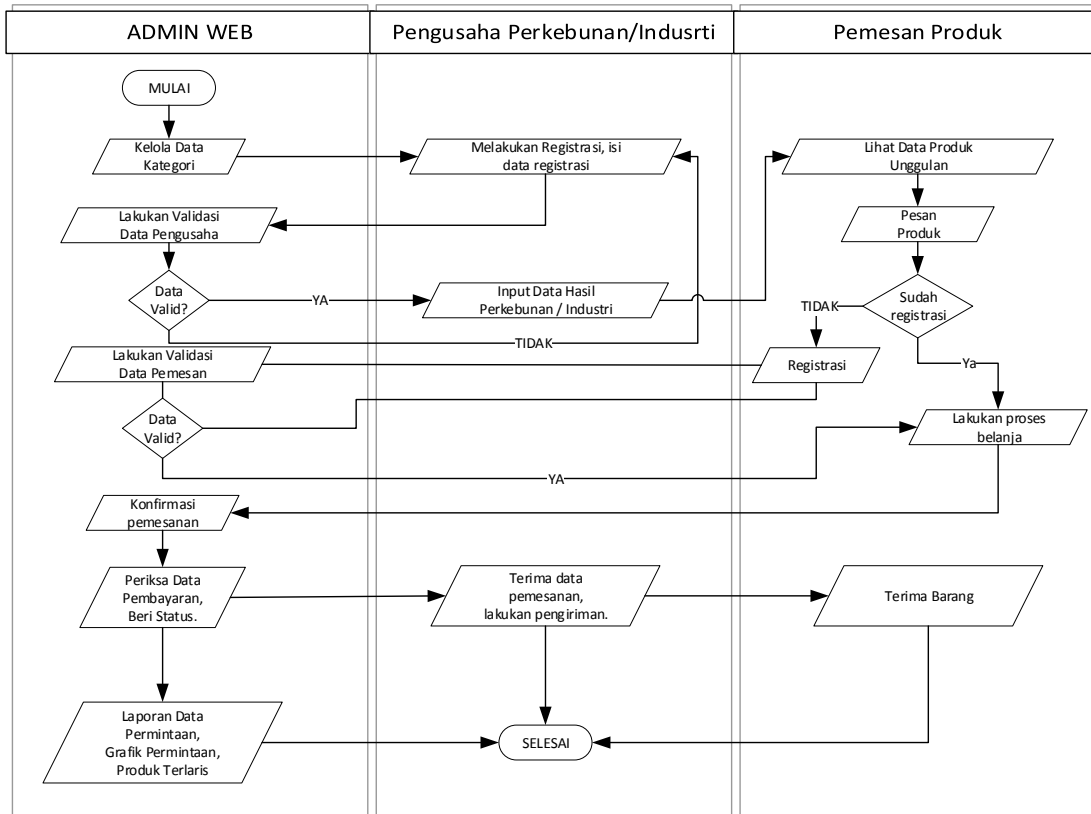 ADMIN WEB
Pengusaha Perkebunan/Indusrti
Pemesan Produk
MULAI
Kelola Data
Kategori
Melakukan Registrasi, isi
data registrasi
Lihat Data Produk
Unggulan
Lakukan Validasi
Data Pengusaha
Pesan
Produk
Data
Valid?
YA
Input Data Hasil
Perkebunan / Industri
Sudah
registrasi
TIDAK
TIDAK
Lakukan Validasi
Data Pemesan
Registrasi
Ya
Data
Valid?
Lakukan proses
belanja
YA
Konfirmasi
pemesanan
Periksa Data
Pembayaran,
Beri Status.
Terima data
pemesanan,
lakukan pengiriman.
Terima Barang
Laporan Data
Permintaan,
Grafik Permintaan,
Produk Terlaris
SELESAI